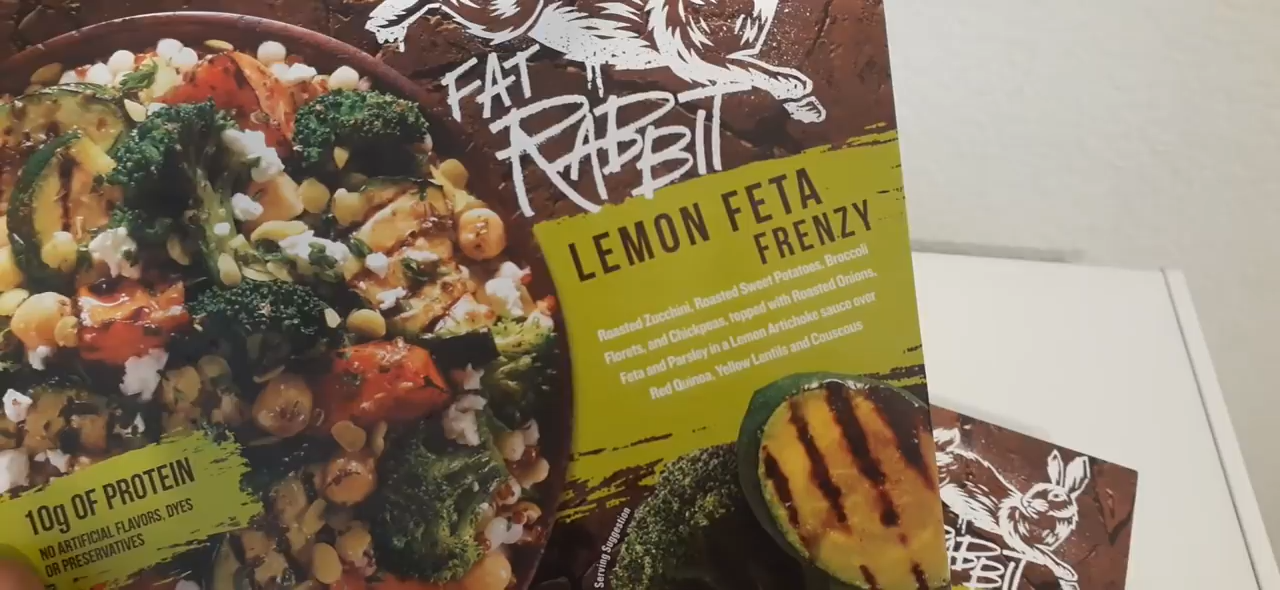 FAT
RABBIT
LEMON FETA
FRENZY
Roasted Zucchini, Roasted Sweet Potatoes, Broccoli
Florets, and Chickpeas, topped with Roasted Onions,
Feta and Parsley in a Lemon Artichoke sauce over
Red Quinoa, Yellow Lentils and Couscous
10g OF PROTEIN
NO ARTIFICIAL FLAVORS, DYES
OR PRESERVATIVES
Serving Suggestion
ABBIT